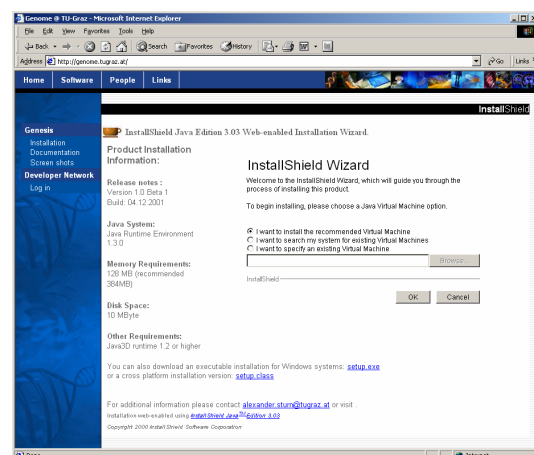 Genome @ TU-Graz - Microsoft Internet Explorer
File Edit View Favorites Tools Help
Back Search Favorites History
Address http://genome.tugraz.at/ Go Links
Home Software People Links
InstallShield
Genesis
Installation
Documentation
Screen shots
Developer Network
Log in
InstallShield Java Edition 3.03 Web-enabled Installation Wizard.
Product Installation
Information:
Release notes :
Version 1.0 Beta 1
Build: 04.12.2001
Java System:
Java Runtime Environment
1.3.0
Memory Requirements:
128 MB (recommended
384MB)
Disk Space:
10 MByte
Other Requirements:
Java3D runtime 1.2 or higher
InstallShield Wizard
Welcome to the InstallShield Wizard, which will guide you through the
process of installing this product.
To begin installing, please choose a Java Virtual Machine option.
I want to install the recommended Virtual Machine
I want to search my system for existing Virtual Machines
I want to specify an existing Virtual Machine
Browse...
InstallShield
OK Cancel
You can also download an executable installation for Windows systems: setup.exe
or a cross platform installation version: setup.class
For additional information please contact alexander.sturn@tugraz.at or visit .
Installation web-enabled using InstallShield Java TM Edition 3.03
Copyright 2000 InstallShield Software Corporation